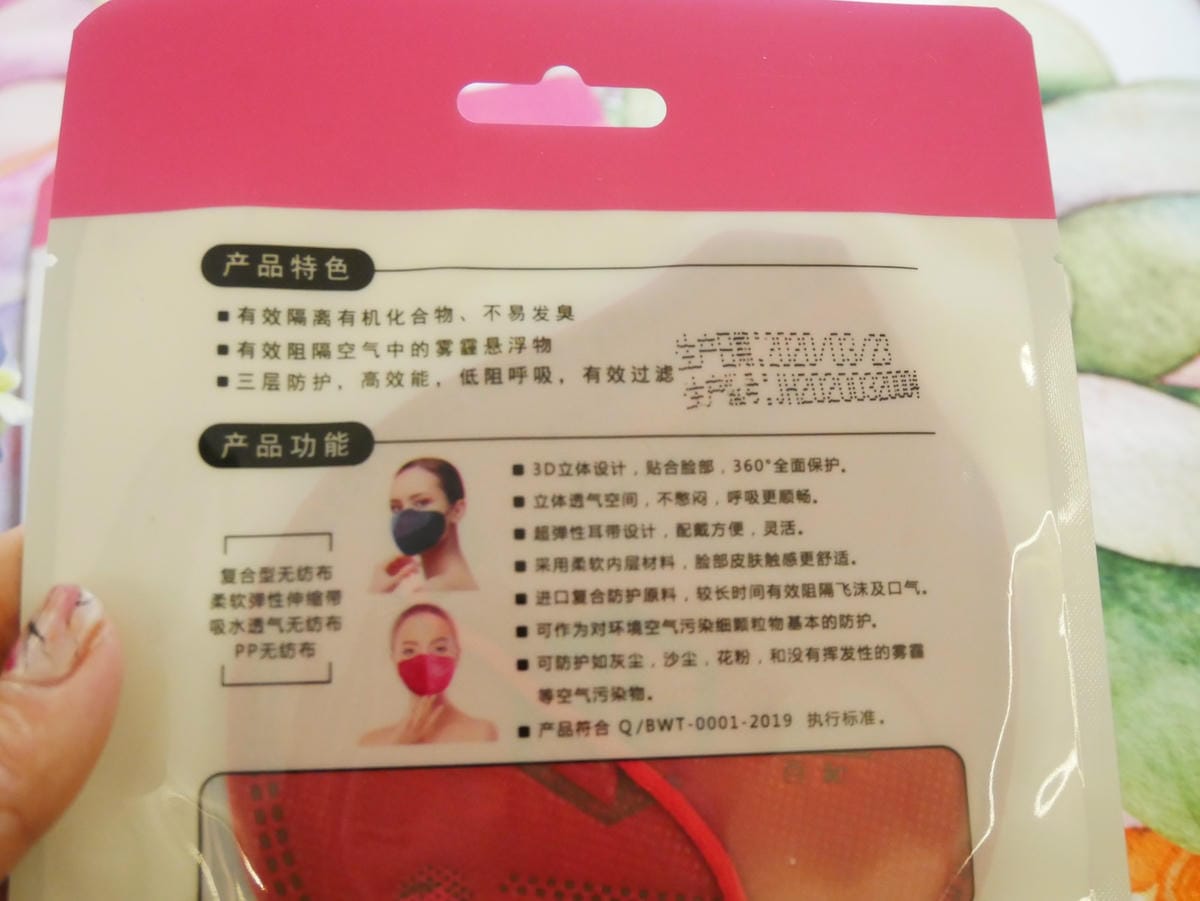 产品特色
■ 有效隔离有机化合物、不易发臭
■ 有效阻隔空气中的雾霾悬浮物
■ 三层防护，高效能，低阻呼吸，有效过滤
生产日期:2020/03/23
生产批号:JH202003200A
产品功能
复合型无纺布
柔软弹性伸缩带
吸水透气无纺布
PP无纺布
■ 3D立体设计，贴合脸部，360°全面保护。
■ 立体透气空间，不憋闷，呼吸更顺畅。
■ 超弹性耳带设计，配戴方便，灵活。
■ 采用柔软内层材料，脸部皮肤触感更舒适。
■ 进口复合防护原料，较长时间有效阻隔飞沫及口气。
■ 可作为对环境空气污染细颗粒物基本的防护。
■ 可防护如灰尘，沙尘，花粉，和没有挥发性的雾霾
等空气污染物。
■ 产品符合 Q/BWT-0001-2019 执行标准。